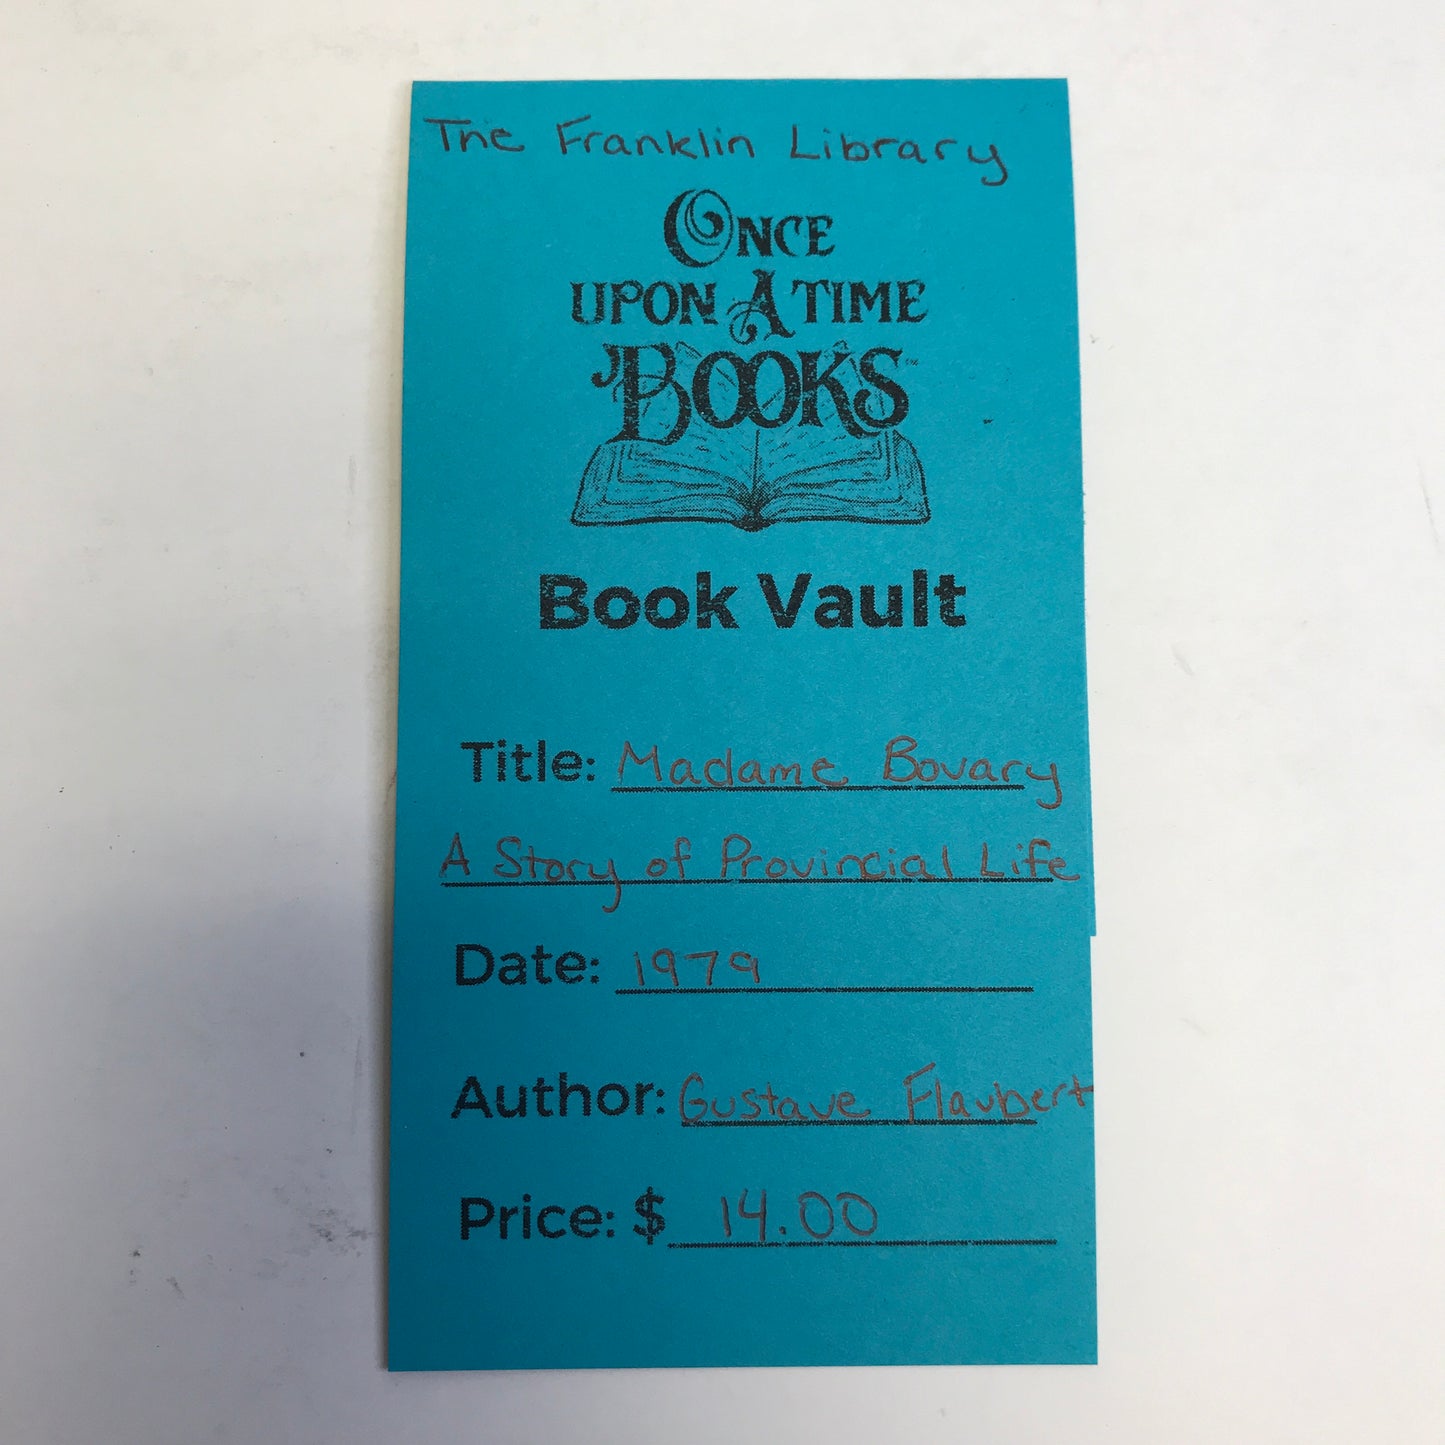 The Franklin Library
ONCE
UPON A TIME
BOOKS™
Book Vault
Title: Madame Bovary
A Story of Provincial Life
Date: 1979
Author: Gustave Flaubert
Price: $ 14.00